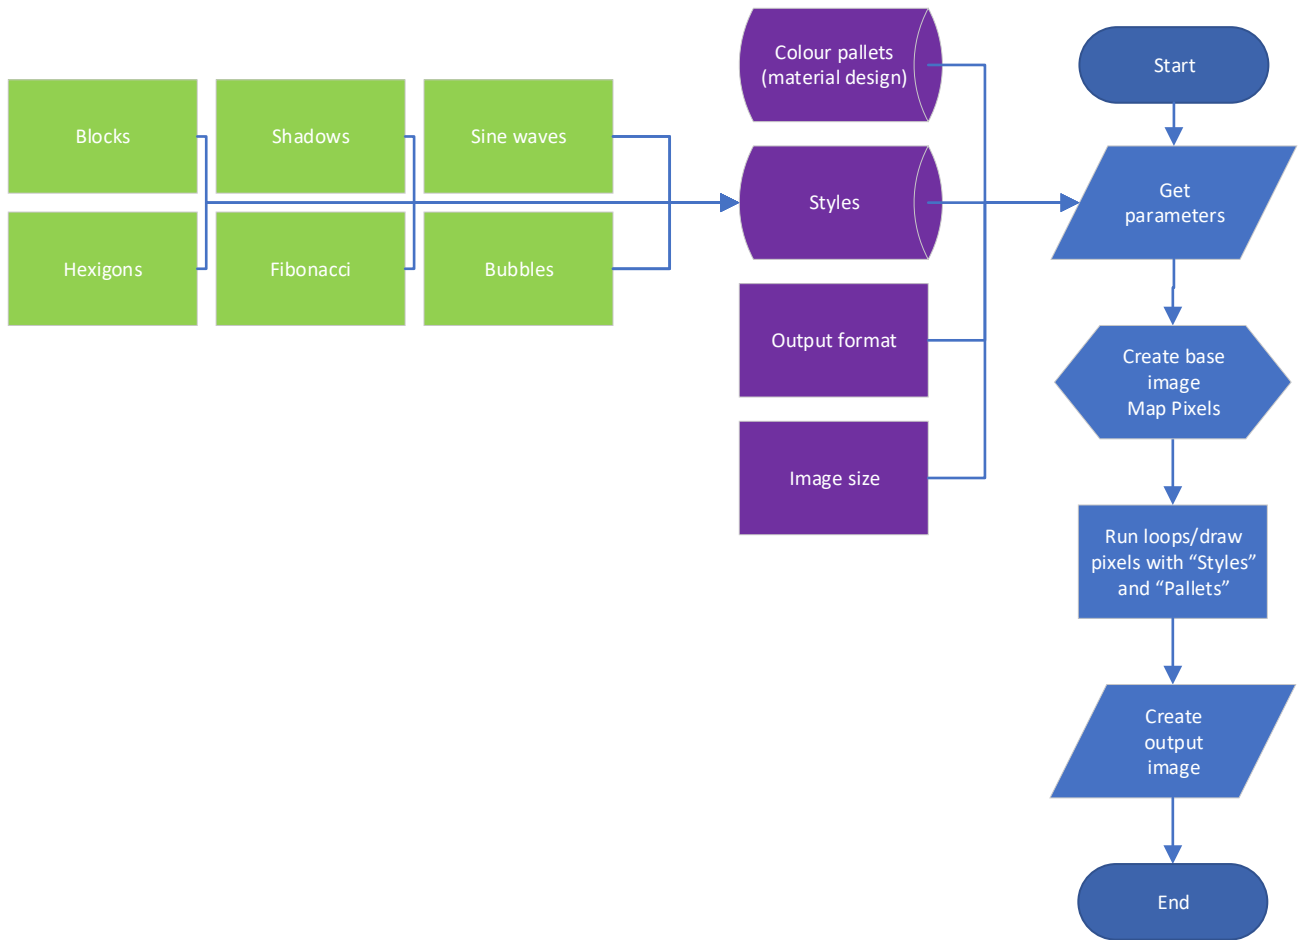 Blocks
Shadows
Sine waves
Hexigons
Fibonacci
Bubbles
Colour pallets
(material design)
Styles
Output format
Image size
Start
Get
parameters
Create base
image
Map Pixels
Run loops/draw
pixels with “Styles”
and “Pallets”
Create
output
image
End